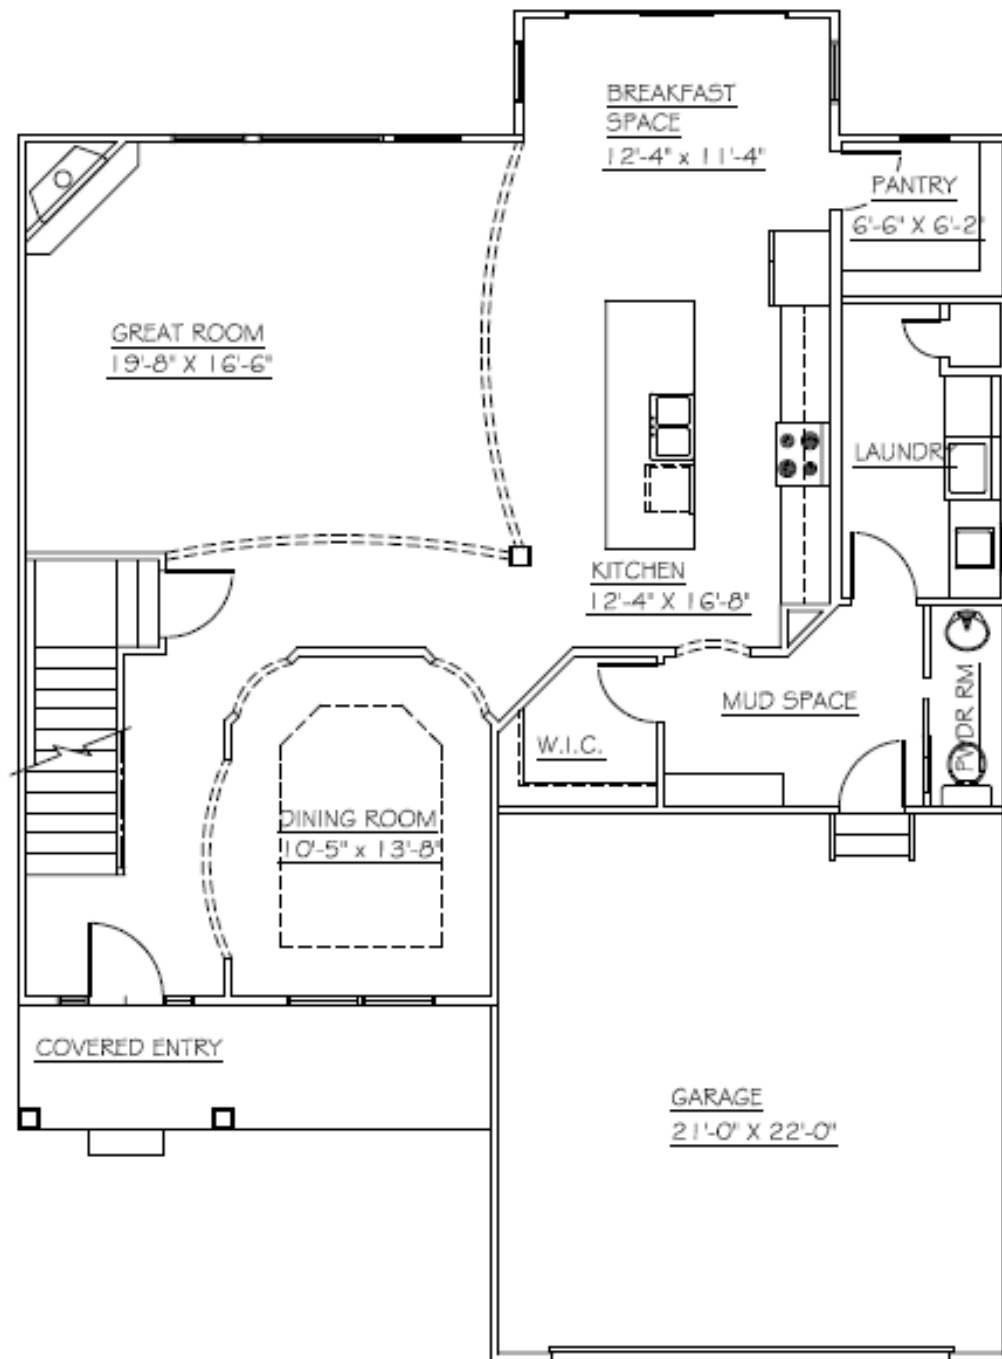 BREAKFAST
SPACE
12'-4" x 11'-4"
PANTRY
6'-6" X 6'-2"
GREAT ROOM
19'-8" X 16'-6"
LAUNDRY
KITCHEN
12'-4" X 16'-8"
MUD SPACE
PWDR RM
W.I.C.
DINING ROOM
10'-5" x 13'-8"
COVERED ENTRY
GARAGE
21'-0" X 22'-0"